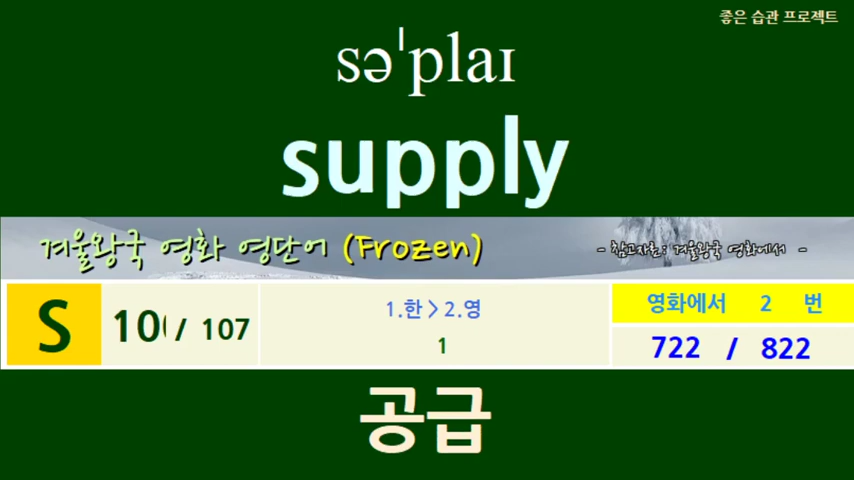 좋은 습관 프로젝트
səˈplaɪ
supply
겨울왕국 영화 영단어 (Frozen)
- 참고자료: 겨울왕국 영화에서 -
S
/ 107
1.한 > 2.영
1
영화에서 2 번
722 / 822
공급